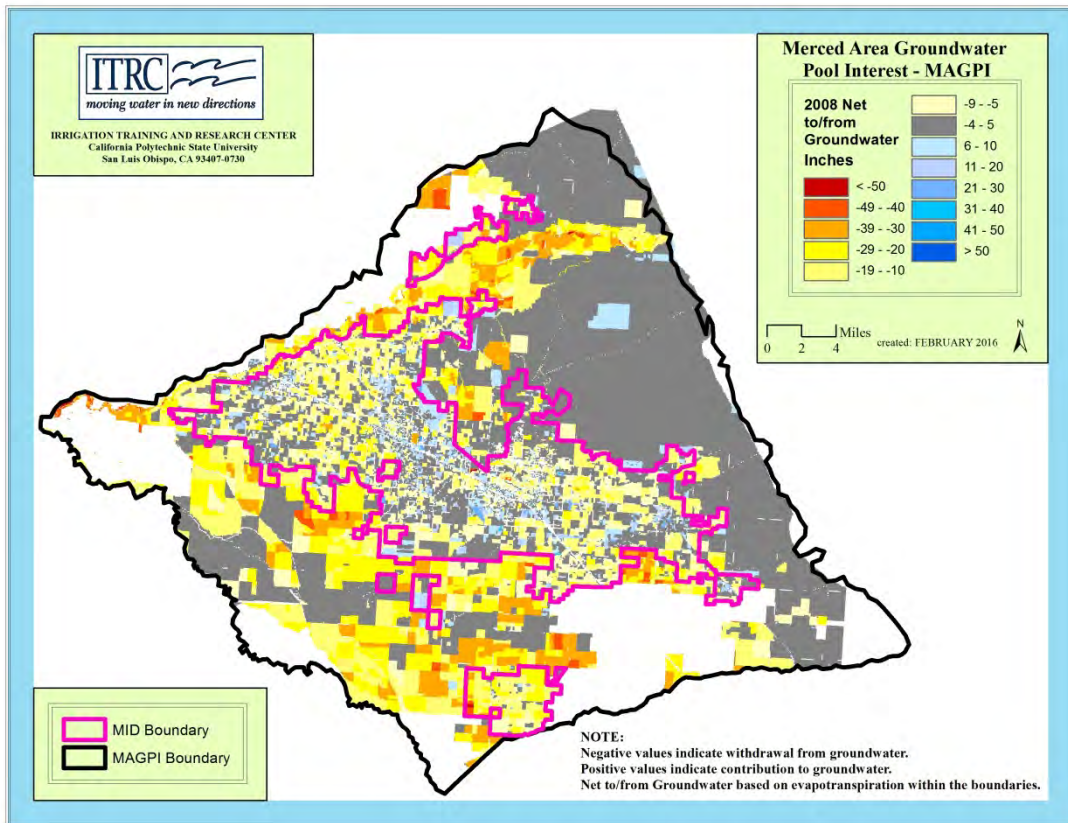 ITRC
moving water in new directions
IRRIGATION TRAINING AND RESEARCH CENTER
California Polytechnic State University
San Luis Obispo, CA 93407-0730
Merced Area Groundwater
Pool Interest - MAGPI
2008 Net
to/from
Groundwater
Inches
< -50
-49 - -40
-39 - -30
-29 - -20
-19 - -10
-9 - -5
-4 - 5
6 - 10
11 - 20
21 - 30
31 - 40
41 - 50
> 50
Miles
0 2 4
created: FEBRUARY 2016
N
MID Boundary
MAGPI Boundary
NOTE:
Negative values indicate withdrawal from groundwater.
Positive values indicate contribution to groundwater.
Net to/from Groundwater based on evapotranspiration within the boundaries.